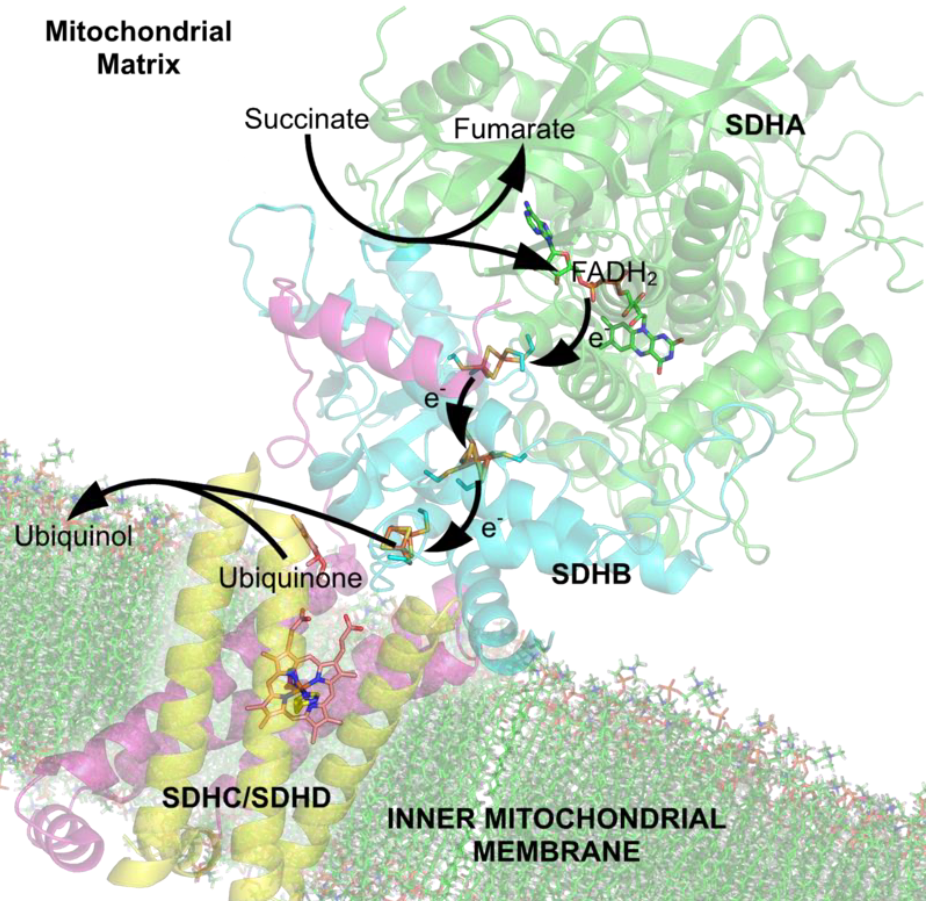 Mitochondrial
Matrix
Succinate
Fumarate
SDHA
FADH₂
e⁻
e⁻
e⁻
Ubiquinol
Ubiquinone
SDHB
SDHC/SDHD
INNER MITOCHONDRIAL
MEMBRANE